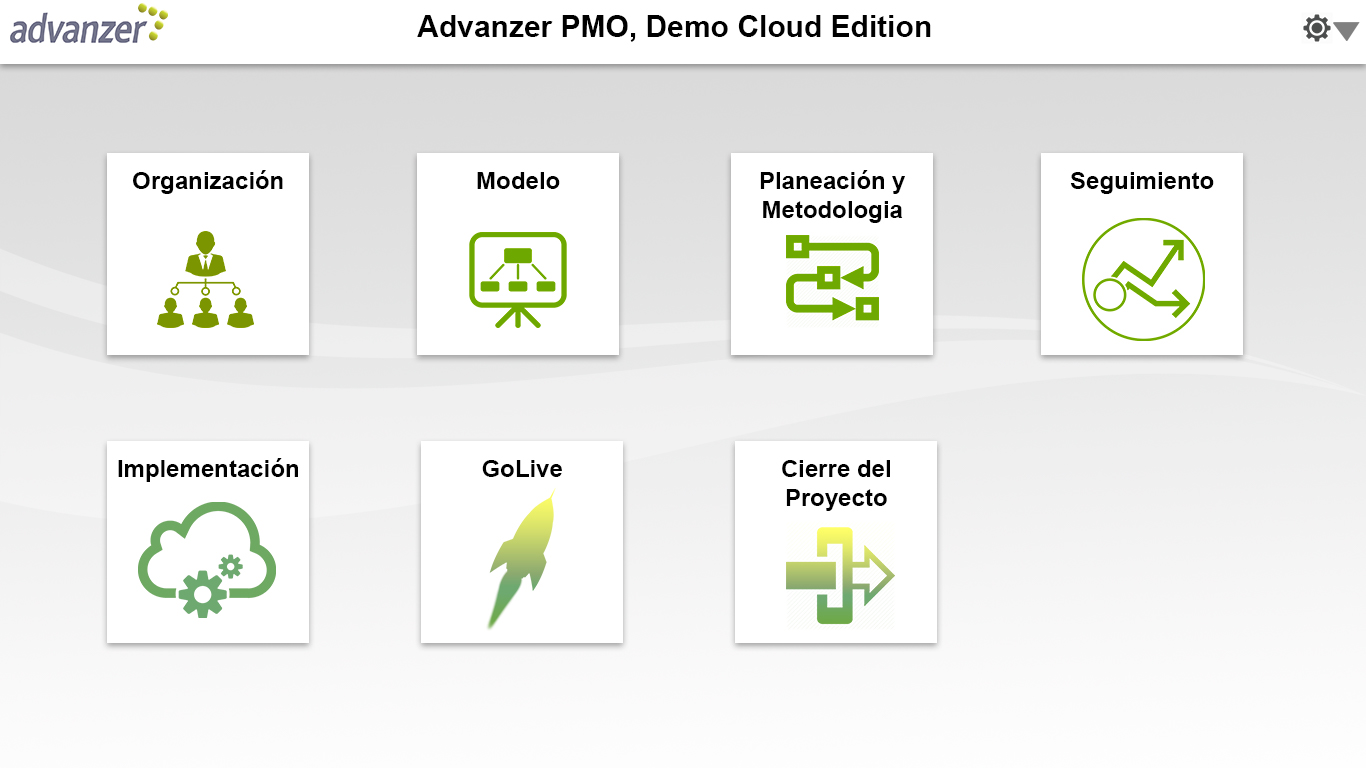 advanzer
Advanzer PMO, Demo Cloud Edition
Organización
Modelo
Planeación y
Metodologia
Seguimiento
Implementación
GoLive
Cierre del
Proyecto